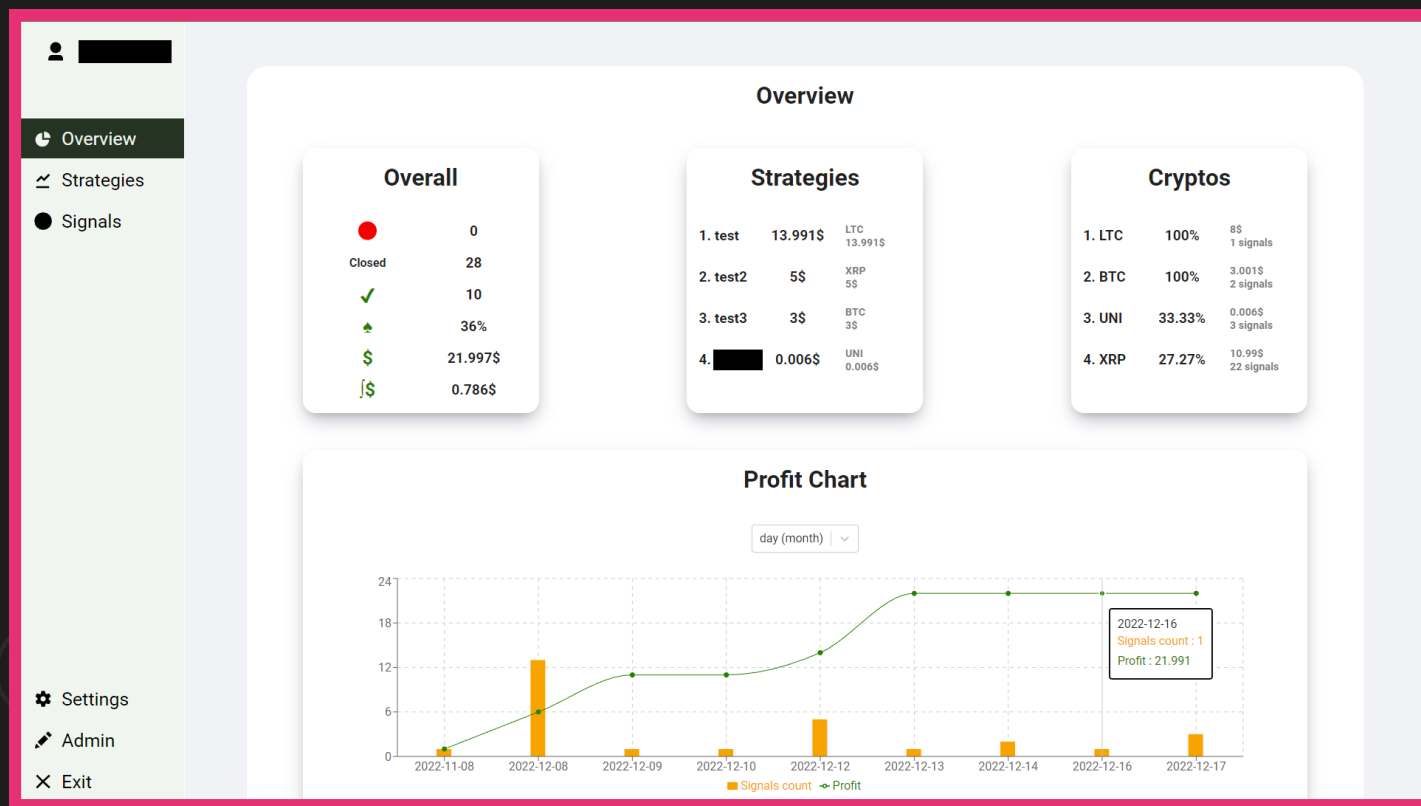 Overview
Strategies
Signals
Settings
Admin
Exit
Overview
Overall
0
Closed 28
✓ 10
♠ 36%
$ 21.997$
∫$ 0.786$
Strategies
1. test 13.991$ LTC 13.991$
2. test2 5$ XRP 5$
3. test3 3$ BTC 3$
4. 0.006$ UNI 0.006$
Cryptos
1. LTC 100% 8$ 1 signals
2. BTC 100% 3.001$ 2 signals
3. UNI 33.33% 0.006$ 3 signals
4. XRP 27.27% 10.99$ 22 signals
Profit Chart
day (month)
24
18
12
6
0
2022-12-16
Signals count : 1
Profit : 21.991
2022-11-08 2022-12-08 2022-12-09 2022-12-10 2022-12-12 2022-12-13 2022-12-14 2022-12-16 2022-12-17
Signals count Profit